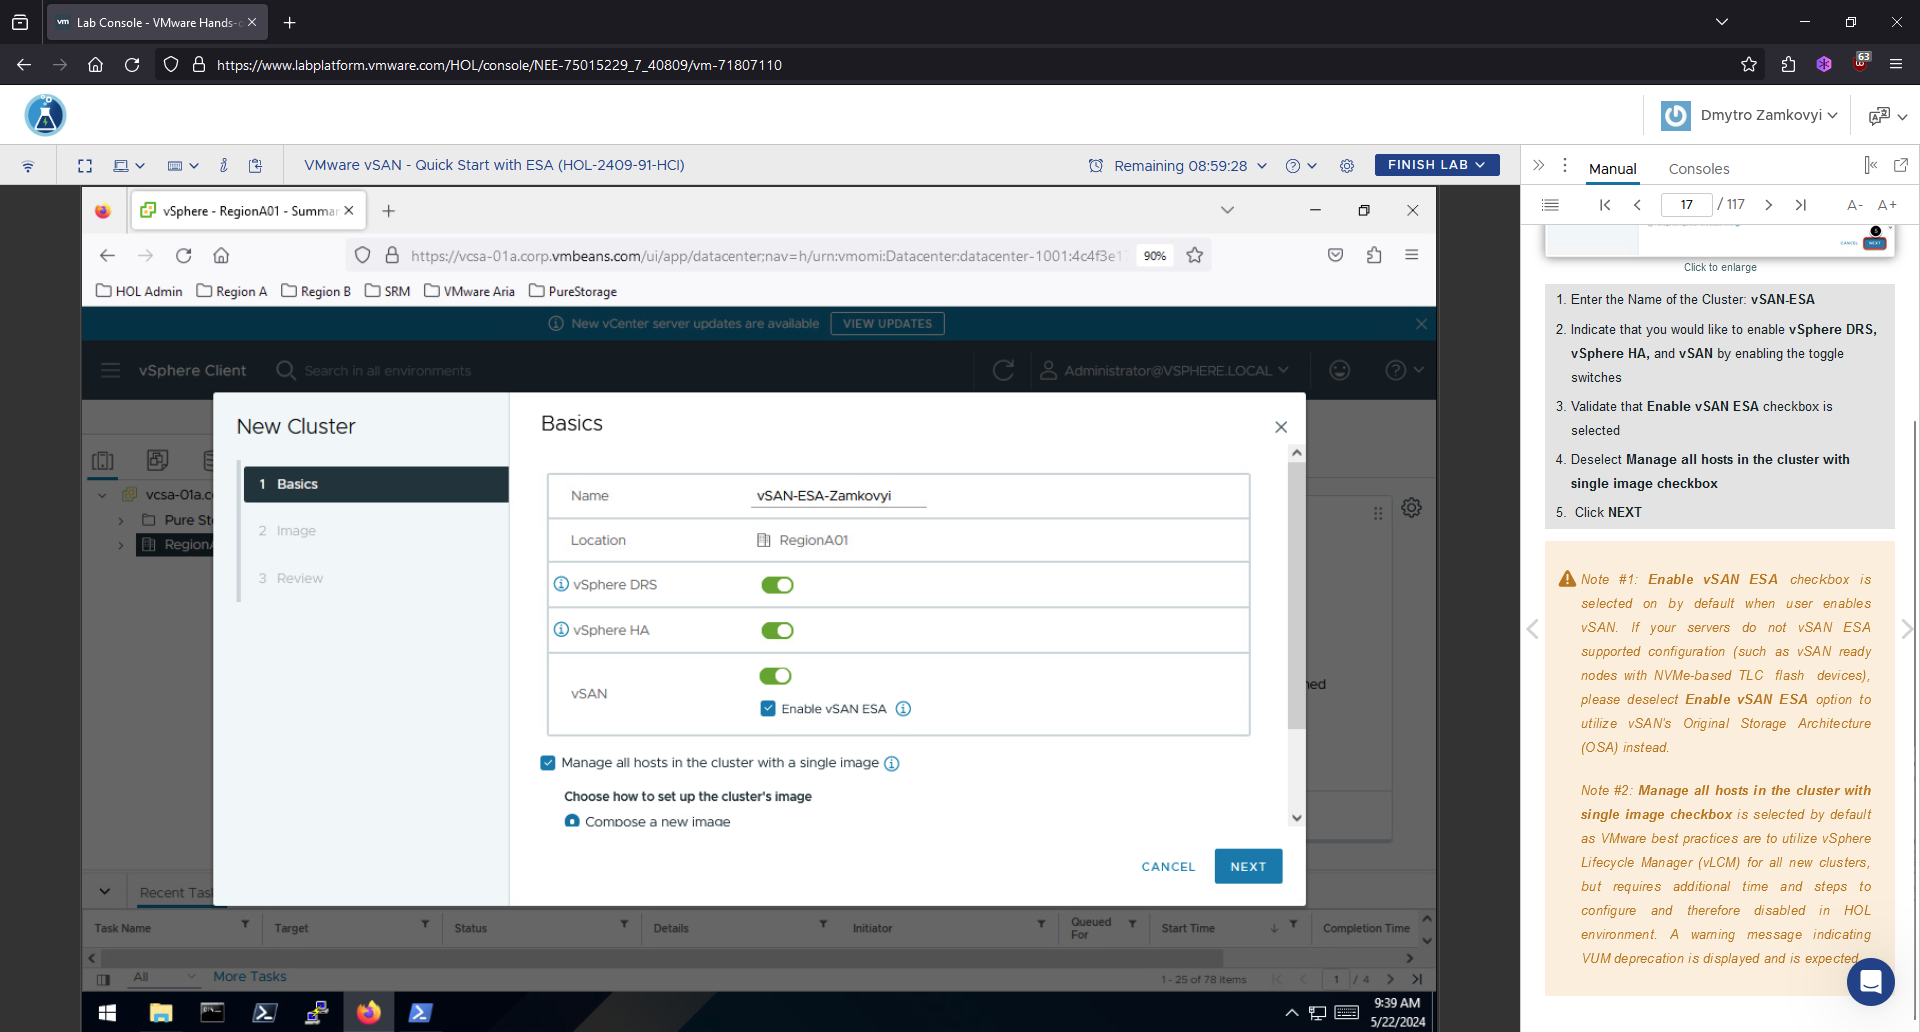 Lab Console - VMware Hands-o
https://www.labplatform.vmware.com/HOL/console/NEE-75015229_7_40809/vm-71807110
63
Dmytro Zamkovyi
VMware vSAN - Quick Start with ESA (HOL-2409-91-HCI)
Remaining 08:59:28
FINISH LAB
Manual
Consoles
17 / 117
A- A+
vSphere - RegionA01 - Summar
https://vcsa-01a.corp.vmbeans.com/ui/app/datacenter;nav=h/urn:vmomi:Datacenter:datacenter-1001:4c4f3e1
90%
HOL Admin Region A Region B SRM VMware Aria PureStorage
New vCenter server updates are available VIEW UPDATES
vSphere Client Search in all environments Administrator@VSPHERE.LOCAL
vcsa-01a.c
Pure St
Region
New Cluster
1 Basics
2 Image
3 Review
Basics
Name vSAN-ESA-Zamkovyi
Location RegionA01
vSphere DRS
vSphere HA
vSAN
Enable vSAN ESA
Manage all hosts in the cluster with a single image
Choose how to set up the cluster's image
Compose a new image
CANCEL NEXT
Recent Tas
Task Name Target Status Details Initiator Queued For Start Time Completion Time
All More Tasks
1 - 25 of 78 items
1 / 4
9:39 AM
5/22/2024
CANCEL NEXT
Click to enlarge
1. Enter the Name of the Cluster: vSAN-ESA
2. Indicate that you would like to enable vSphere DRS,
vSphere HA, and vSAN by enabling the toggle
switches
3. Validate that Enable vSAN ESA checkbox is
selected
4. Deselect Manage all hosts in the cluster with
single image checkbox
5. Click NEXT
Note #1: Enable vSAN ESA checkbox is
selected on by default when user enables
vSAN. If your servers do not vSAN ESA
supported configuration (such as vSAN ready
nodes with NVMe-based TLC flash devices),
please deselect Enable vSAN ESA option to
utilize vSAN's Original Storage Architecture
(OSA) instead.
Note #2: Manage all hosts in the cluster with
single image checkbox is selected by default
as VMware best practices are to utilize vSphere
Lifecycle Manager (vLCM) for all new clusters,
but requires additional time and steps to
configure and therefore disabled in HOL
environment. A warning message indicating
VUM deprecation is displayed and is expected